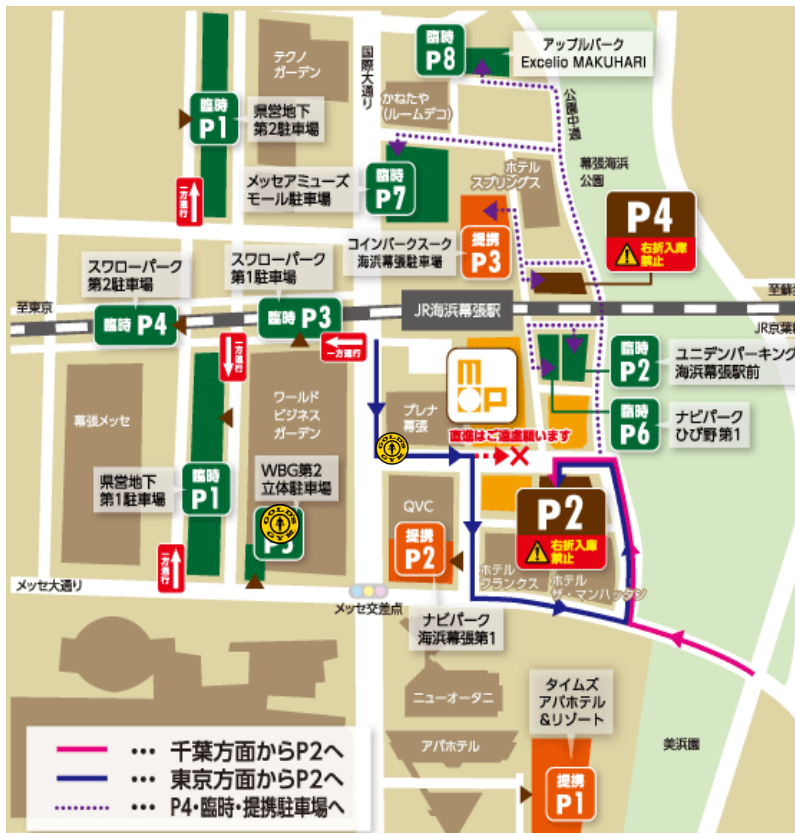 臨時
P8
アップルパーク
Excelio MAKUHARI
国際大通り
テクノ
ガーデン
かねたや
(ルームデコ)
公園中通
臨時
P1
県営地下
第2駐車場
幕張海浜
公園
ホテル
スプリングス
メッセアミューズ
モール駐車場
臨時
P7
一方通行
P4
右折入庫
禁止
コインパークスーク
海浜幕張駐車場
提携
P3
スワローパーク
第2駐車場
スワローパーク
第1駐車場
至東京
臨時 P4
臨時 P3
JR海浜幕張駅
至蘇
JR京葉
一方通行
一方通行
mop
臨時
P2
ユニデンパーキング
海浜幕張駅前
幕張メッセ
ワールド
ビジネス
ガーデン
プレナ
幕張
臨時
P6
ナビパーク
ひび野第1
直進はご遠慮願います
GOLD'S GYM
県営地下
第1駐車場
臨時
P1
WBG第2
立体駐車場
GOLD'S
GYM
QVC
P2
右折入庫
禁止
提携
P2
ホテル
フランクス
ホテル
ザ・マンハッタン
一方通行
メッセ大通り
メッセ交差点
ナビパーク
海浜幕張第1
ニューオータニ
タイムズ
アパホテル
&リゾート
アパホテル
美浜園
提携
P1
••• 千葉方面からP2へ
••• 東京方面からP2へ
••• P4・臨時・提携駐車場へ